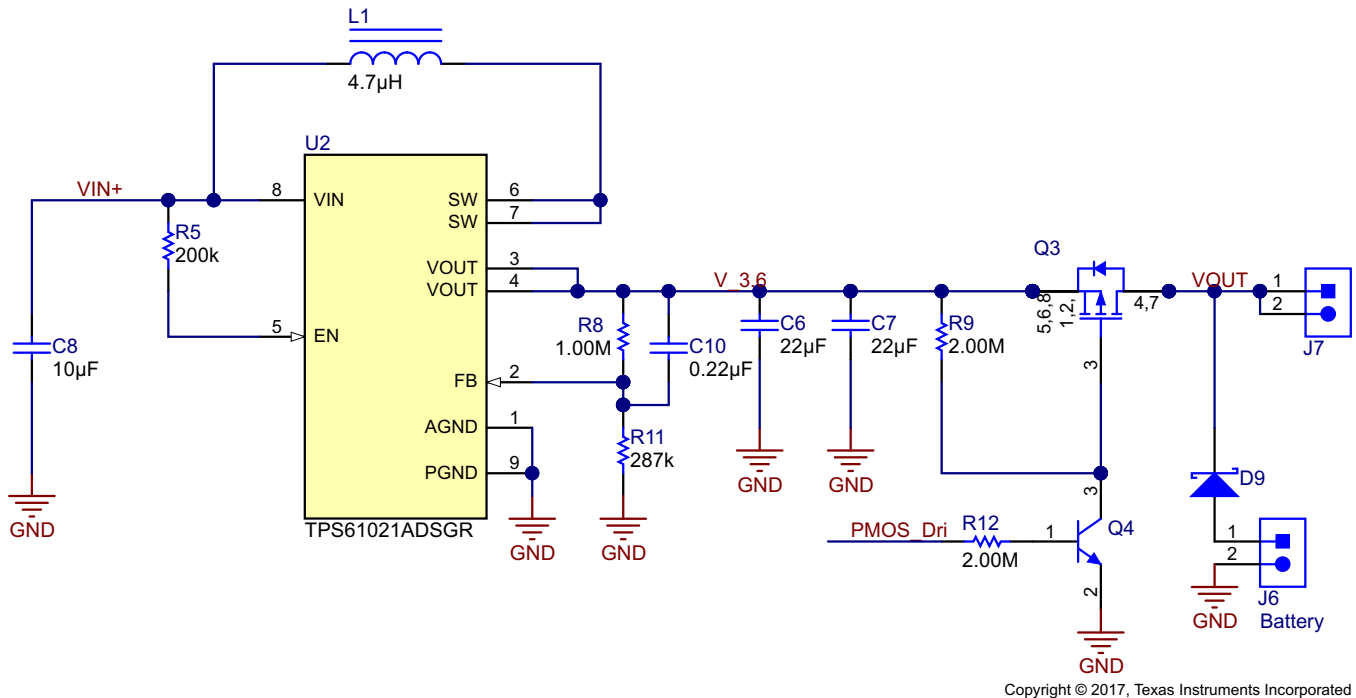 L1
4.7µH
U2
VIN+
8
VIN
SW
6
SW
7
R5
200k
VOUT
3
VOUT
4
5
EN
C8
10µF
FB
2
AGND
1
PGND
9
TPS61021ADSGR
GND
GND
GND
R8
1.00M
C10
0.22µF
R11
287k
V_3.6
C6
22µF
GND
C7
22µF
GND
R9
2.00M
Q3
5,6,8
1,2,
4,7
3
VOUT
1
2
J7
PMOS_Dri
R12
2.00M
1
3
Q4
2
GND
D9
1
2
GND
J6
Battery
Copyright © 2017, Texas Instruments Incorporated